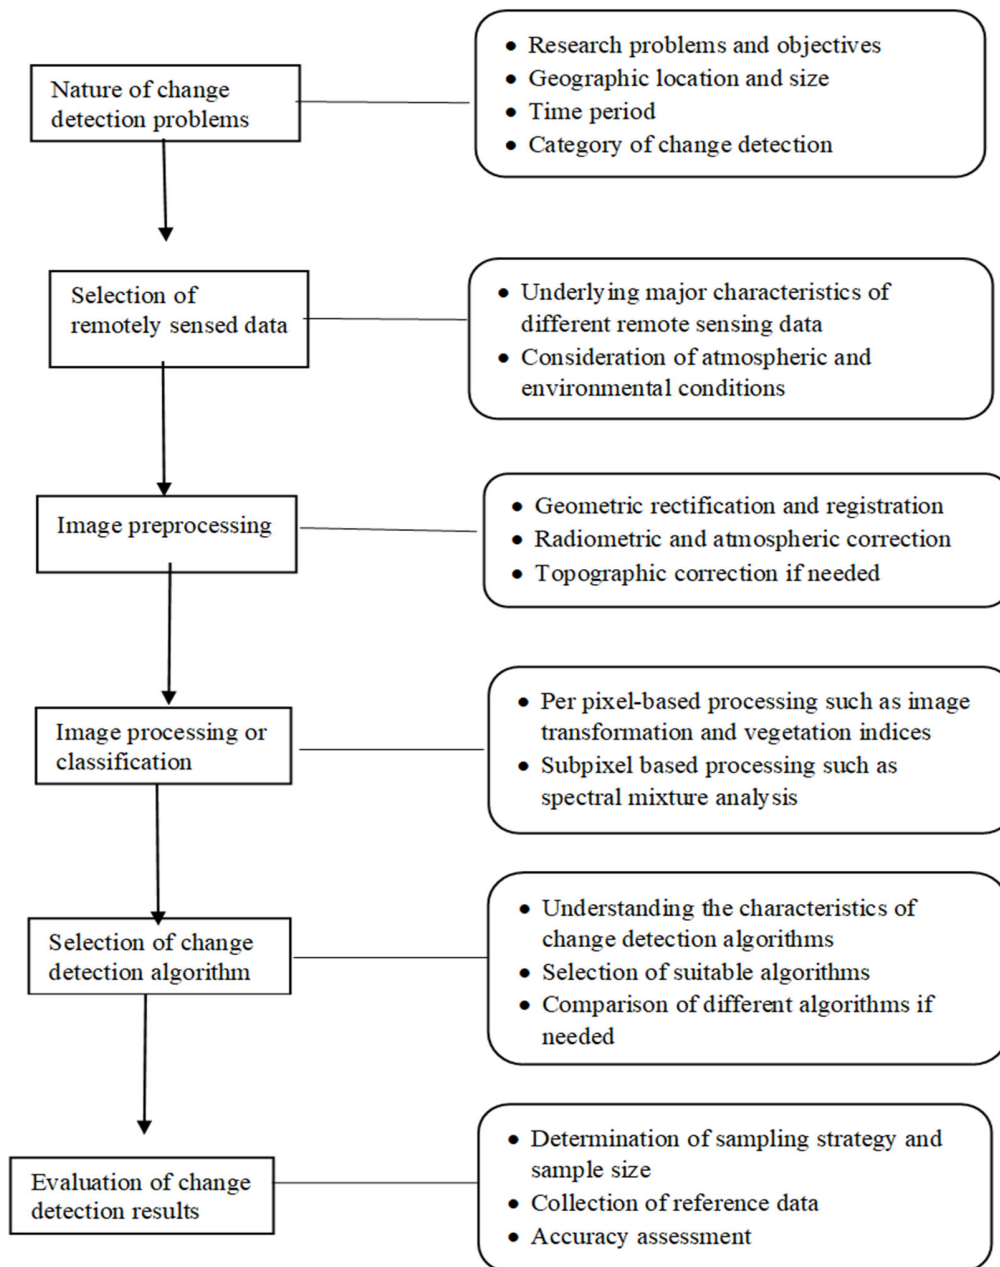 Nature of change
detection problems
• Research problems and objectives
• Geographic location and size
• Time period
• Category of change detection
Selection of
remotely sensed data
• Underlying major characteristics of
different remote sensing data
• Consideration of atmospheric and
environmental conditions
Image preprocessing
• Geometric rectification and registration
• Radiometric and atmospheric correction
• Topographic correction if needed
Image processing or
classification
• Per pixel-based processing such as image
transformation and vegetation indices
• Subpixel based processing such as
spectral mixture analysis
Selection of change
detection algorithm
• Understanding the characteristics of
change detection algorithms
• Selection of suitable algorithms
• Comparison of different algorithms if
needed
Evaluation of change
detection results
• Determination of sampling strategy and
sample size
• Collection of reference data
• Accuracy assessment